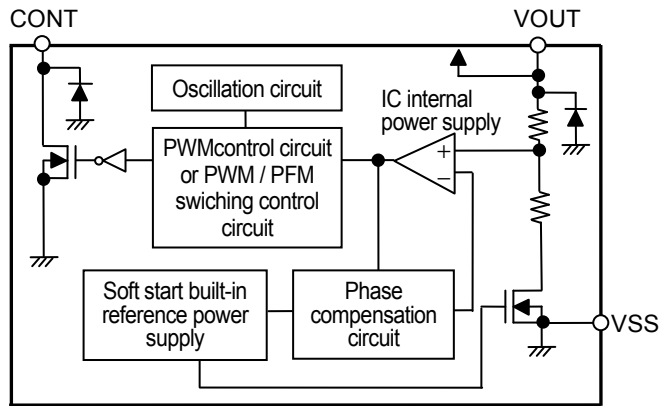 CONT
VOUT
Oscillation circuit
IC internal
power supply
PWMcontrol circuit
or PWM / PFM
swiching control
circuit
+
−
Soft start built-in
reference power
supply
Phase
compensation
circuit
VSS